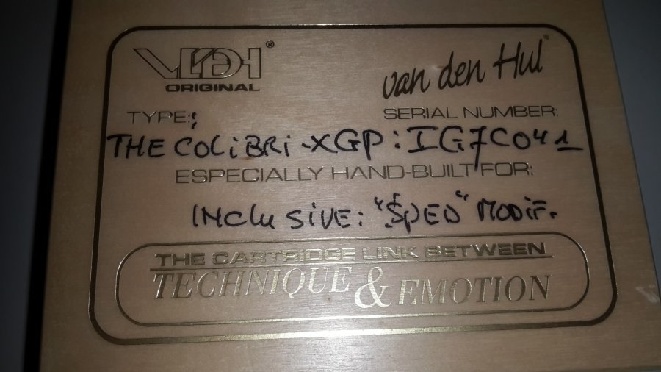 VDH® van den Hul®
ORIGINAL
TYPE: SERIAL NUMBER
THE COLiBRi-XGP: IG7C041
ESPECIALLY HAND-BUILT FOR:
INCLUSIVE: "SPED" MODIF.
THE CARTRIDGE LINK BETWEEN
TECHNIQUE & EMOTION